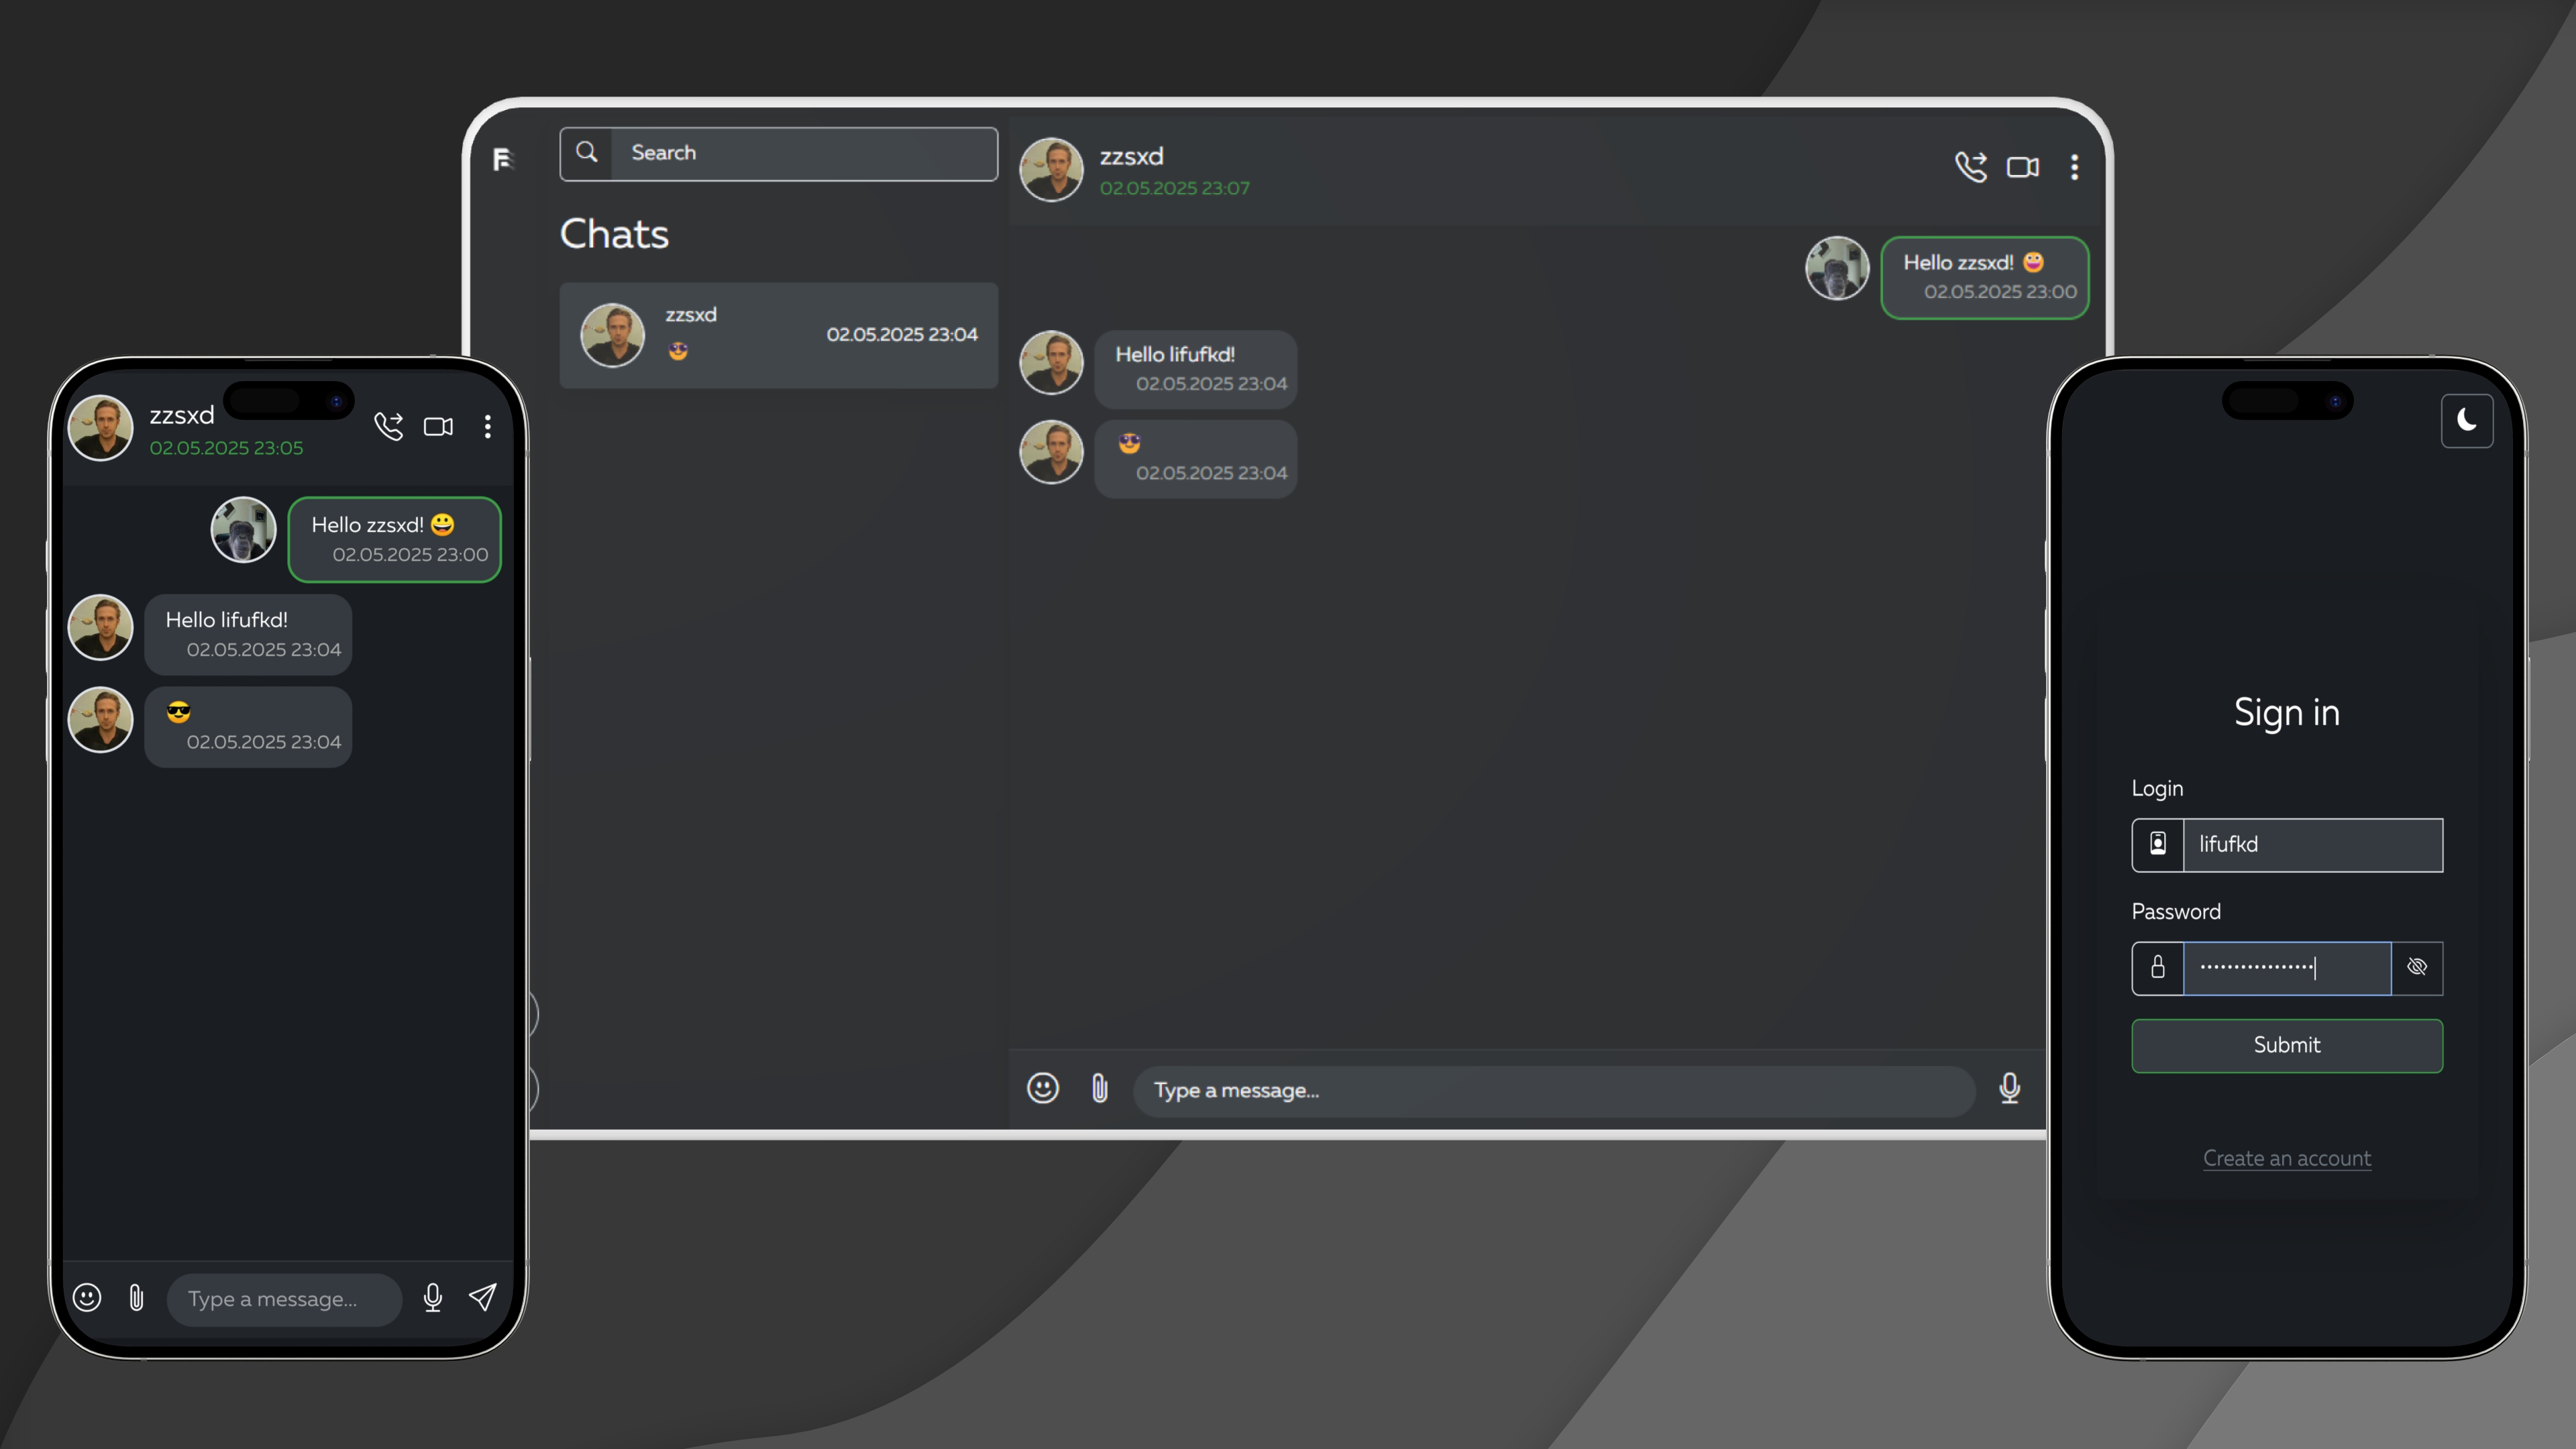 Search
Chats
zzsxd
02.05.2025 23:04
😎
zzsxd
02.05.2025 23:07
Hello zzsxd! 😀
02.05.2025 23:00
Hello lifufkd!
02.05.2025 23:04
😎
02.05.2025 23:04
Type a message...
zzsxd
02.05.2025 23:05
Hello zzsxd! 😀
02.05.2025 23:00
Hello lifufkd!
02.05.2025 23:04
😎
02.05.2025 23:04
Type a message...
Sign in
Login
lifufkd
Password
Submit
Create an account